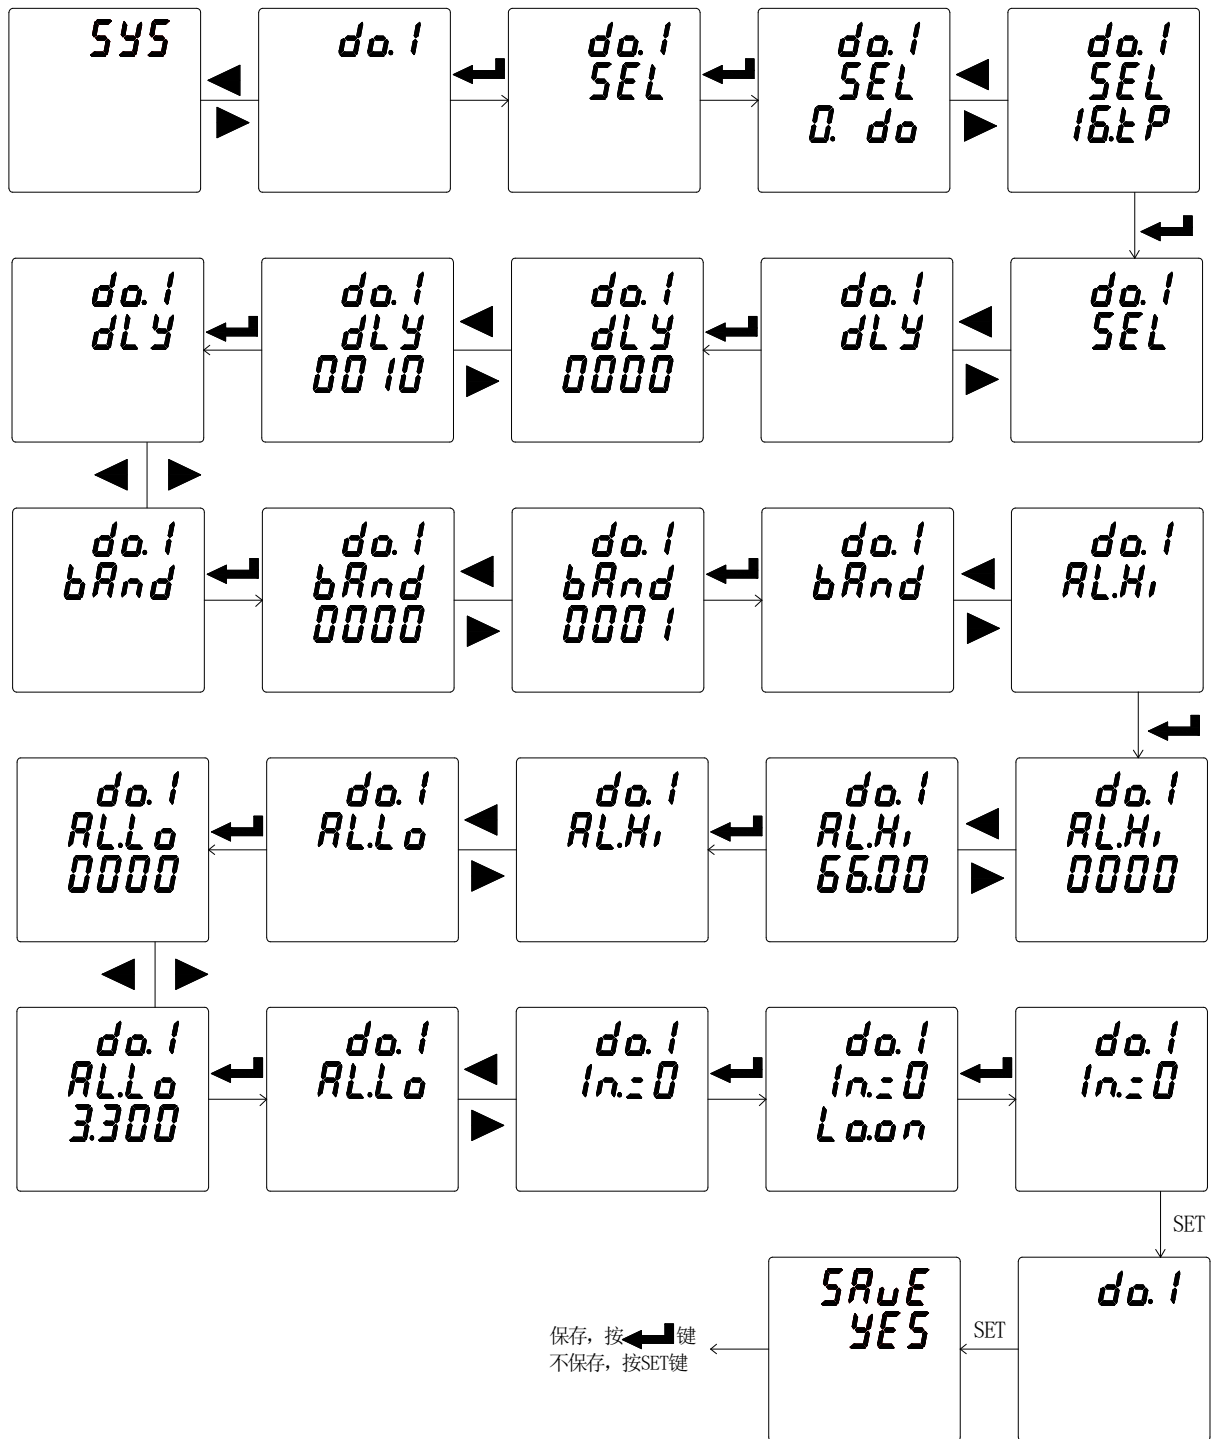 SYS
do.1
do.1
SEL
do.1
SEL
0. do
do.1
SEL
16.tP
do.1
dLY
do.1
dLY
0010
do.1
dLY
0000
do.1
dLY
do.1
SEL
do.1
bAnd
do.1
bAnd
0000
do.1
bAnd
0001
do.1
bAnd
do.1
AL.Hi
do.1
AL.Lo
0000
do.1
AL.Lo
do.1
AL.Hi
do.1
AL.Hi
66.00
do.1
AL.Hi
0000
do.1
AL.Lo
3.300
do.1
AL.Lo
do.1
In.=0
do.1
In.=0
Lo.on
do.1
In.=0
SET
保存，按 键
不保存，按SET键
SAvE
YES
SET
do.1